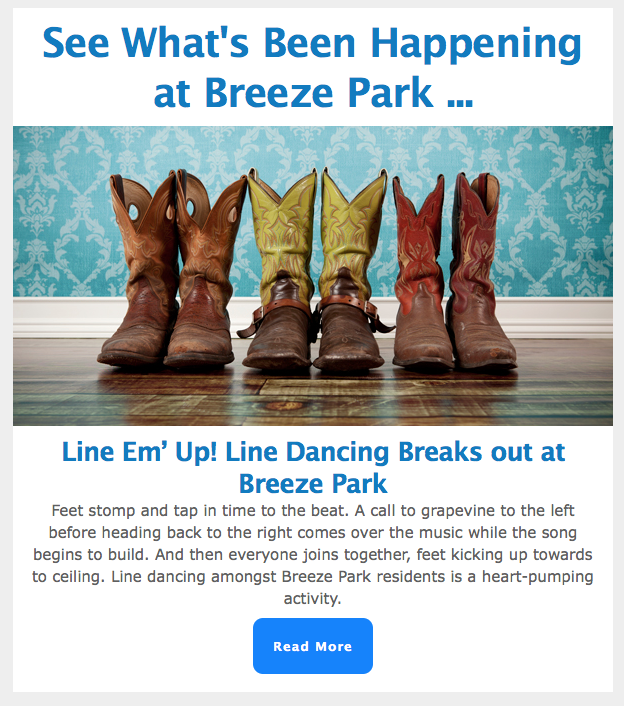 See What's Been Happening
at Breeze Park ...
Line Em’ Up! Line Dancing Breaks out at
Breeze Park
Feet stomp and tap in time to the beat. A call to grapevine to the left
before heading back to the right comes over the music while the song
begins to build. And then everyone joins together, feet kicking up towards
to ceiling. Line dancing amongst Breeze Park residents is a heart-pumping
activity.
Read More